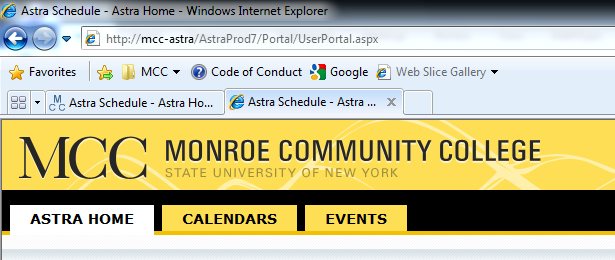 Astra Schedule - Astra Home - Windows Internet Explorer
http://mcc-astra/AstraProd7/Portal/UserPortal.aspx
Favorites MCC Code of Conduct Google Web Slice Gallery
M C C Astra Schedule - Astra Ho... Astra Schedule - Astra ...
MCC MONROE COMMUNITY COLLEGE
STATE UNIVERSITY OF NEW YORK
ASTRA HOME CALENDARS EVENTS